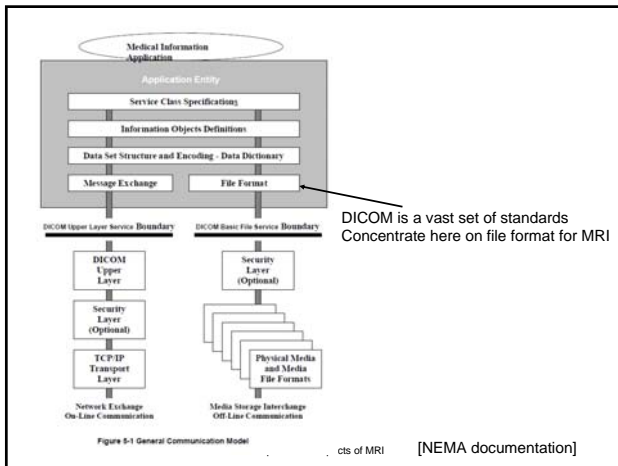 Medical Information
Application
Application Entity
Service Class Specifications
Information Objects Definitions
Data Set Structure and Encoding - Data Dictionary
Message Exchange
File Format
DICOM is a vast set of standards
Concentrate here on file format for MRI
DICOM Upper Layer Service Boundary
DICOM Basic File Service Boundary
DICOM
Upper
Layer
Security
Layer
(Optional)
Security
Layer
(Optional)
TCP/IP
Transport
Layer
Physical Media
and Media
File Formats
Network Exchange
On-Line Communication
Media Storage Interchange
Off-Line Communication
Figure 5-1 General Communication Model
cts of MRI
[NEMA documentation]